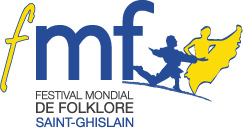 fmf
FESTIVAL MONDIAL
DE FOLKLORE
SAINT-GHISLAIN